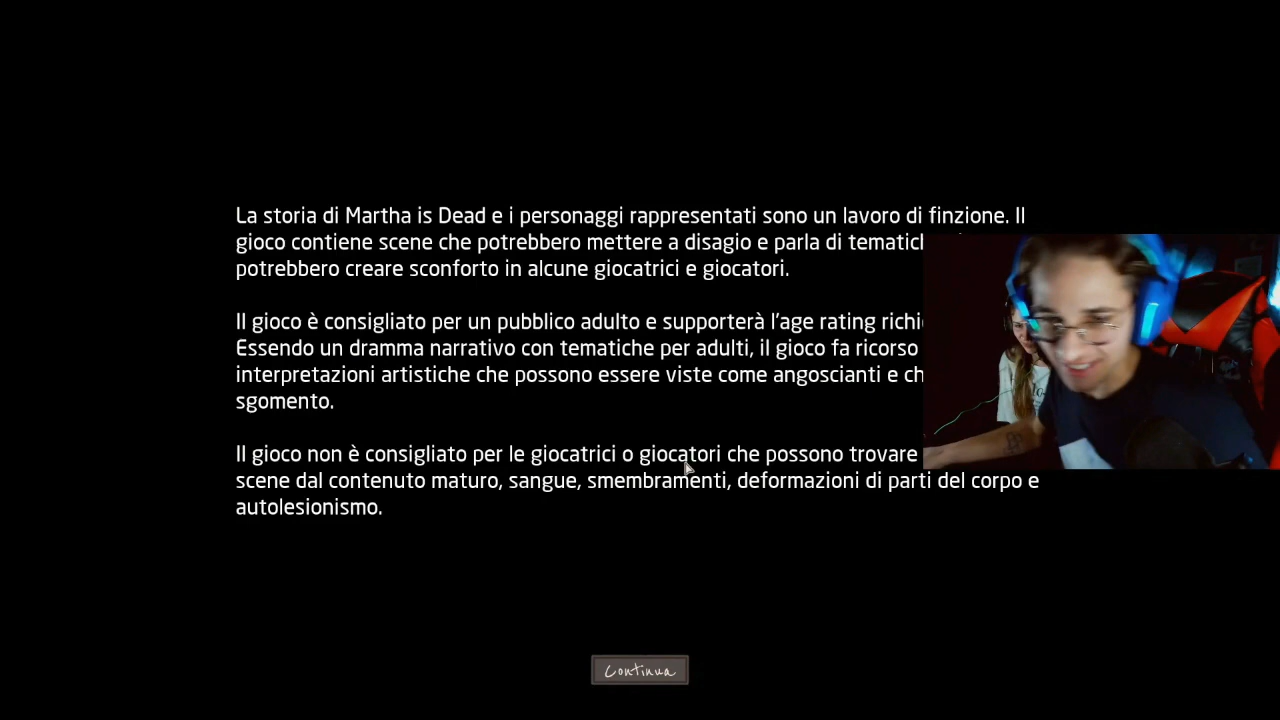 La storia di Martha is Dead e i personaggi rappresentati sono un lavoro di finzione. Il
gioco contiene scene che potrebbero mettere a disagio e parla di
potrebbero creare sconforto in alcune giocatrici e giocatori.
Il gioco è consigliato per un pubblico adulto e supporterà l'age rating
Essendo un dramma narrativo con tematiche per adulti, il gioco fa ricorso
interpretazioni artistiche che possono essere viste come angoscianti e
sgomento.
Il gioco non è consigliato per le giocatrici o giocatori che possono trovare
scene dal contenuto maturo, sangue, smembramenti, deformazioni di parti del corpo e
autolesionismo.
Continua